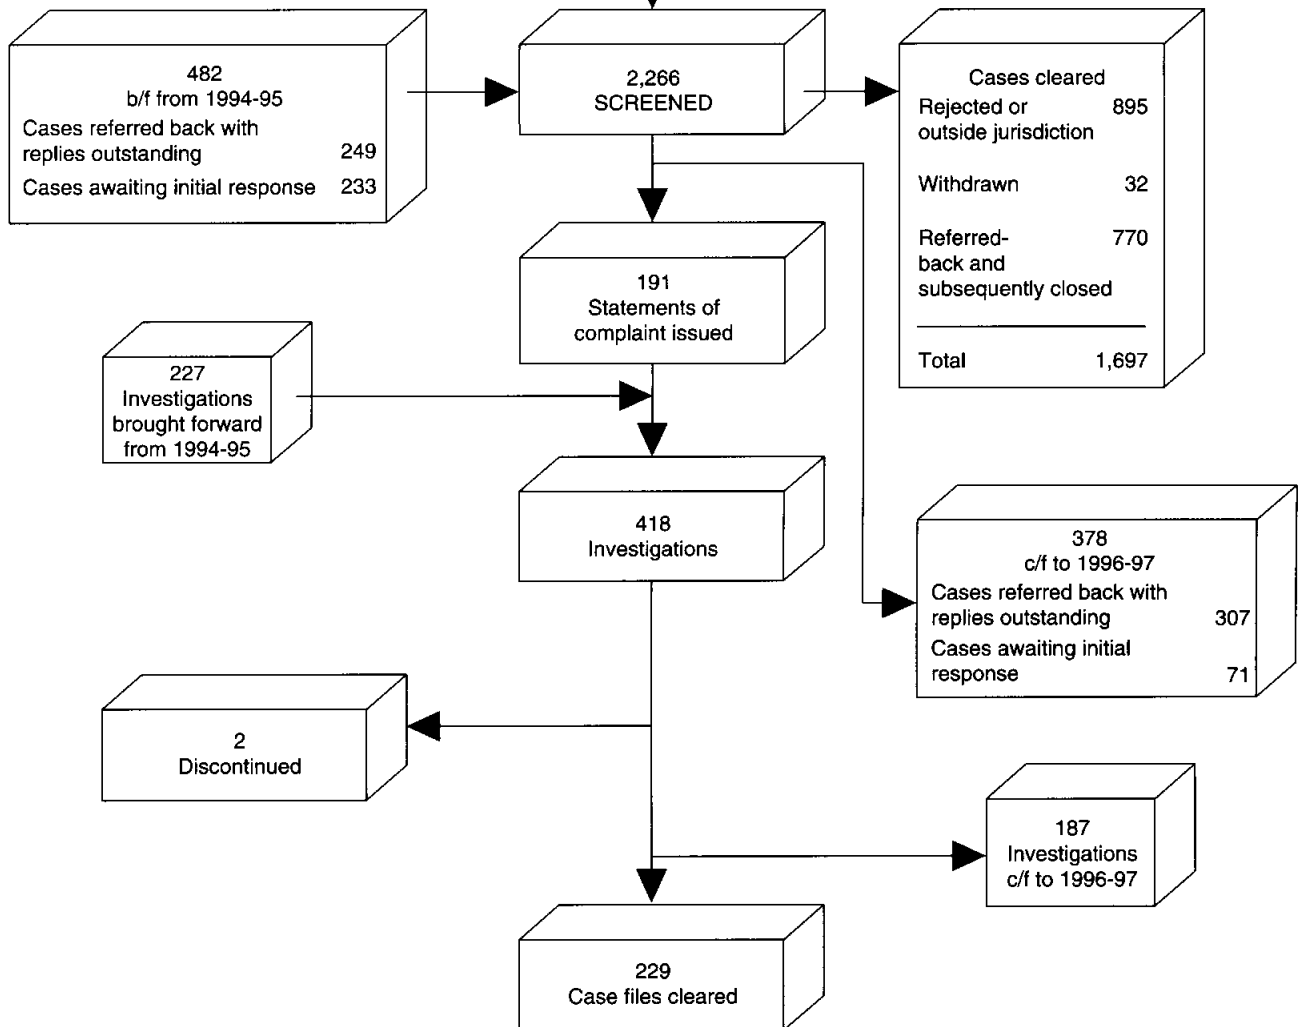 482
b/f from 1994-95
Cases referred back with
replies outstanding 249
Cases awaiting initial response 233
2,266
SCREENED
Cases cleared
Rejected or 895
outside jurisdiction
Withdrawn 32
Referred- 770
back and
subsequently closed
Total 1,697
191
Statements of
complaint issued
227
Investigations
brought forward
from 1994-95
418
Investigations
378
c/f to 1996-97
Cases referred back with
replies outstanding 307
Cases awaiting initial
response 71
2
Discontinued
187
Investigations
c/f to 1996-97
229
Case files cleared